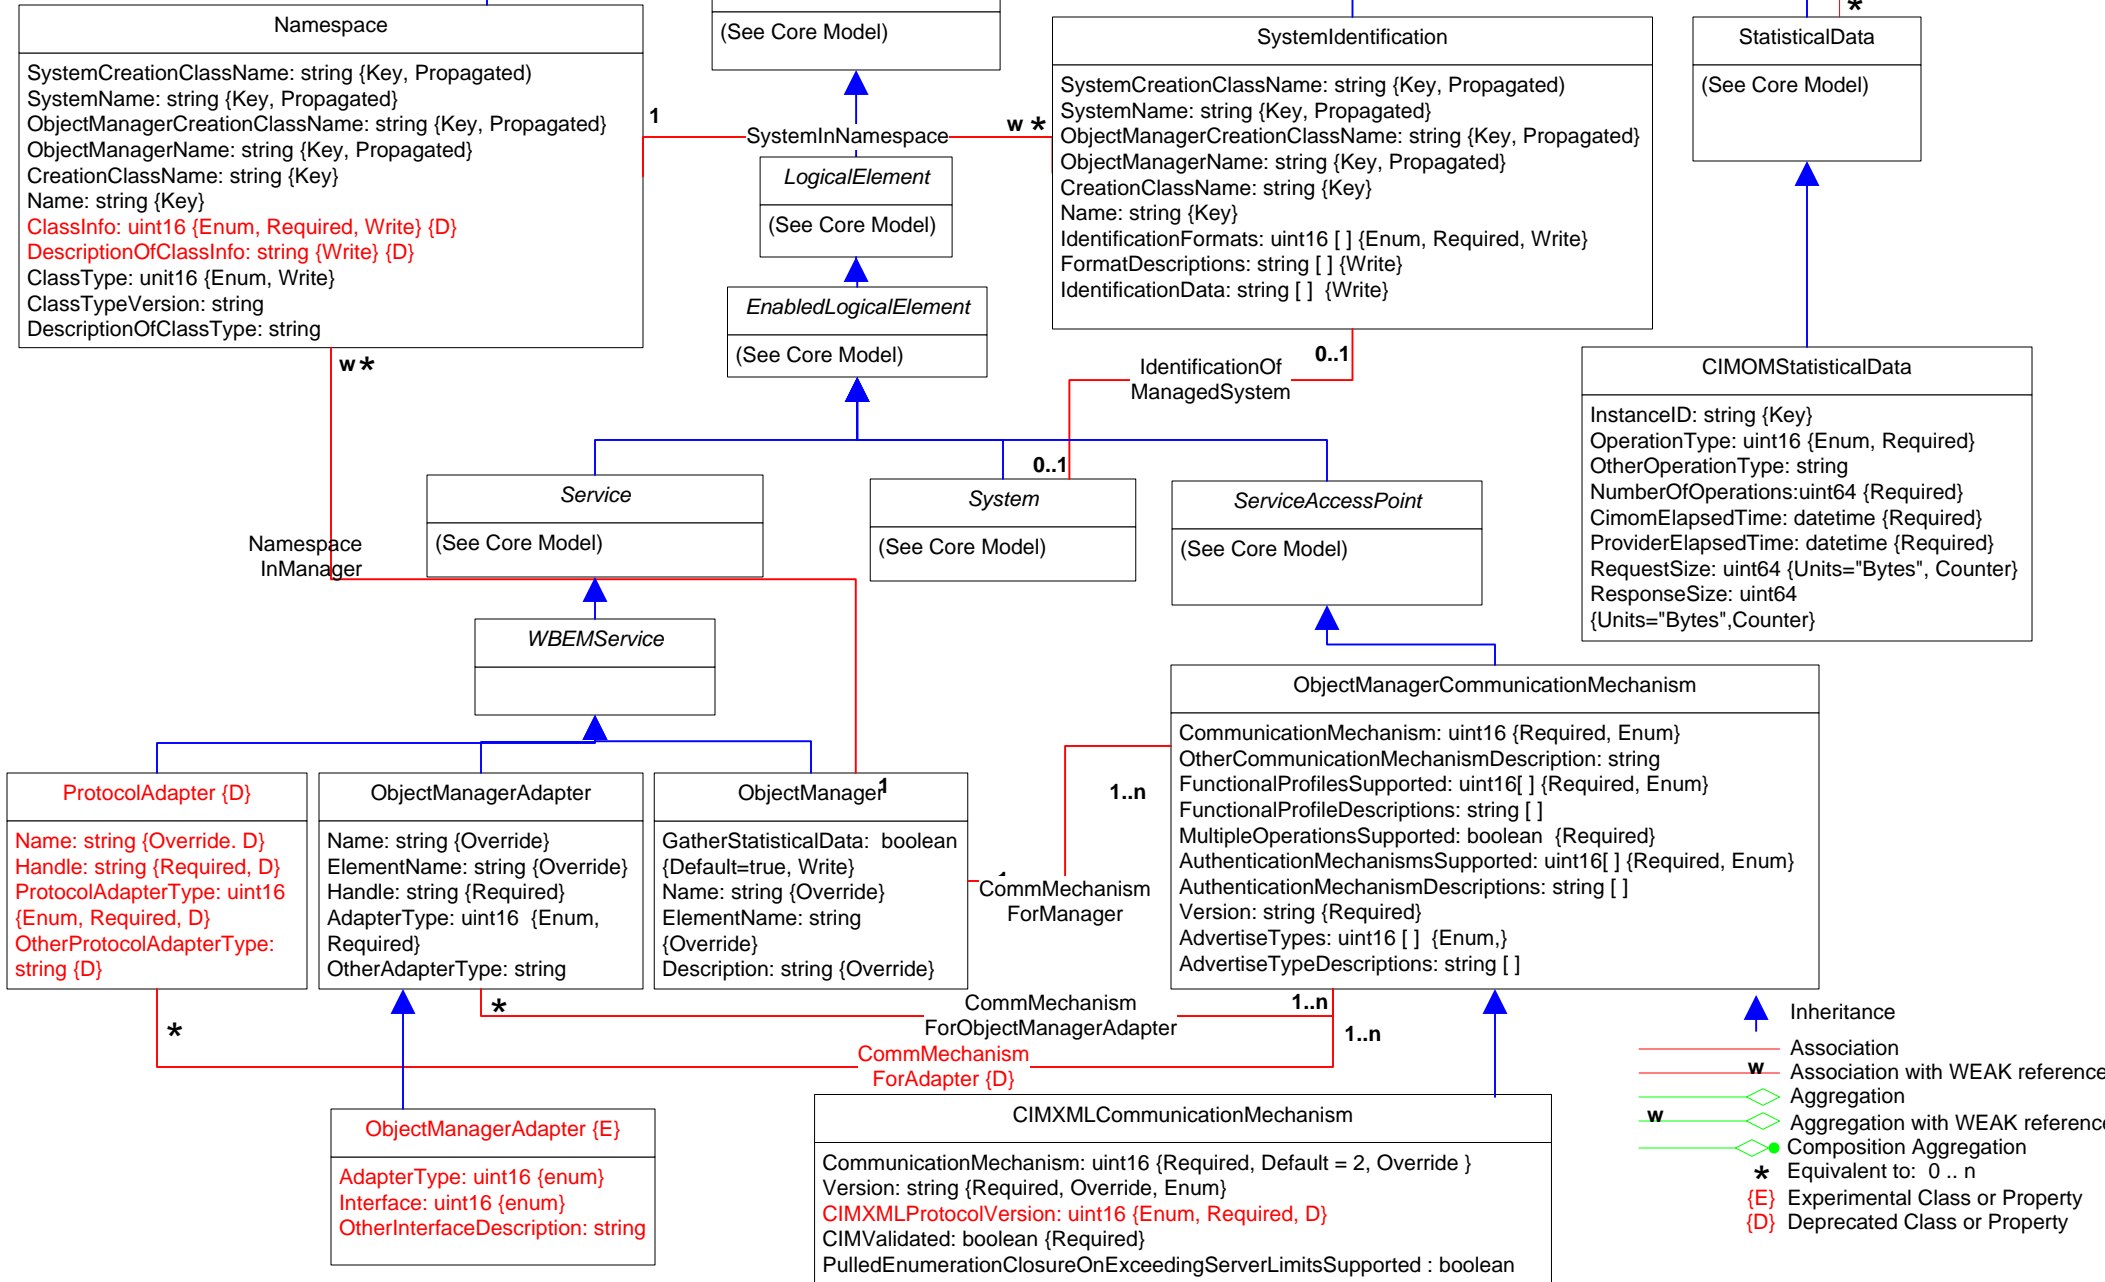 Namespace
SystemCreationClassName: string {Key, Propagated)
SystemName: string {Key, Propagated}
ObjectManagerCreationClassName: string {Key, Propagated}
ObjectManagerName: string {Key, Propagated}
CreationClassName: string {Key}
Name: string {Key}
ClassInfo: uint16 {Enum, Required, Write} {D}
DescriptionOfClassInfo: string {Write} {D}
ClassType: unit16 {Enum, Write}
ClassTypeVersion: string
DescriptionOfClassType: string
(See Core Model)
1
SystemInNamespace
w *
SystemIdentification
SystemCreationClassName: string {Key, Propagated)
SystemName: string {Key, Propagated}
ObjectManagerCreationClassName: string {Key, Propagated}
ObjectManagerName: string {Key, Propagated}
CreationClassName: string {Key}
Name: string {Key}
IdentificationFormats: uint16 [ ] {Enum, Required, Write}
FormatDescriptions: string [ ] {Write}
IdentificationData: string [ ]  {Write}
*
StatisticalData
(See Core Model)
LogicalElement
(See Core Model)
EnabledLogicalElement
(See Core Model)
w *
IdentificationOf
ManagedSystem
0..1
0..1
CIMOMStatisticalData
InstanceID: string {Key}
OperationType: uint16 {Enum, Required}
OtherOperationType: string
NumberOfOperations:uint64 {Required}
CimomElapsedTime: datetime {Required}
ProviderElapsedTime: datetime {Required}
RequestSize: uint64 {Units="Bytes", Counter}
ResponseSize: uint64
{Units="Bytes",Counter}
Namespace
InManager
Service
(See Core Model)
System
(See Core Model)
ServiceAccessPoint
(See Core Model)
WBEMService
ObjectManagerCommunicationMechanism
CommunicationMechanism: uint16 {Required, Enum}
OtherCommunicationMechanismDescription: string
FunctionalProfilesSupported: uint16[ ] {Required, Enum}
FunctionalProfileDescriptions: string [ ]
MultipleOperationsSupported: boolean  {Required}
AuthenticationMechanismsSupported: uint16[ ] {Required, Enum}
AuthenticationMechanismDescriptions: string [ ]
Version: string {Required}
AdvertiseTypes: uint16 [ ]  {Enum,}
AdvertiseTypeDescriptions: string [ ]
ProtocolAdapter {D}
Name: string {Override. D}
Handle: string {Required, D}
ProtocolAdapterType: uint16
{Enum, Required, D}
OtherProtocolAdapterType:
string {D}
ObjectManagerAdapter
Name: string {Override}
ElementName: string {Override}
Handle: string {Required}
AdapterType: uint16  {Enum,
Required}
OtherAdapterType: string
ObjectManager
1
GatherStatisticalData:  boolean
{Default=true, Write}
Name: string {Override}
ElementName: string
{Override}
Description: string {Override}
1..n
1
CommMechanism
ForManager
*
CommMechanism
ForObjectManagerAdapter
1..n
*
CommMechanism
ForAdapter {D}
1..n
ObjectManagerAdapter {E}
AdapterType: uint16 {enum}
Interface: uint16 {enum}
OtherInterfaceDescription: string
CIMXMLCommunicationMechanism
CommunicationMechanism: uint16 {Required, Default = 2, Override }
Version: string {Required, Override, Enum}
CIMXMLProtocolVersion: uint16 {Enum, Required, D}
CIMValidated: boolean {Required}
PulledEnumerationClosureOnExceedingServerLimitsSupported : boolean
Inheritance
Association
w Association with WEAK reference
Aggregation
w Aggregation with WEAK reference
Composition Aggregation
* Equivalent to:  0 .. n
{E} Experimental Class or Property
{D} Deprecated Class or Property